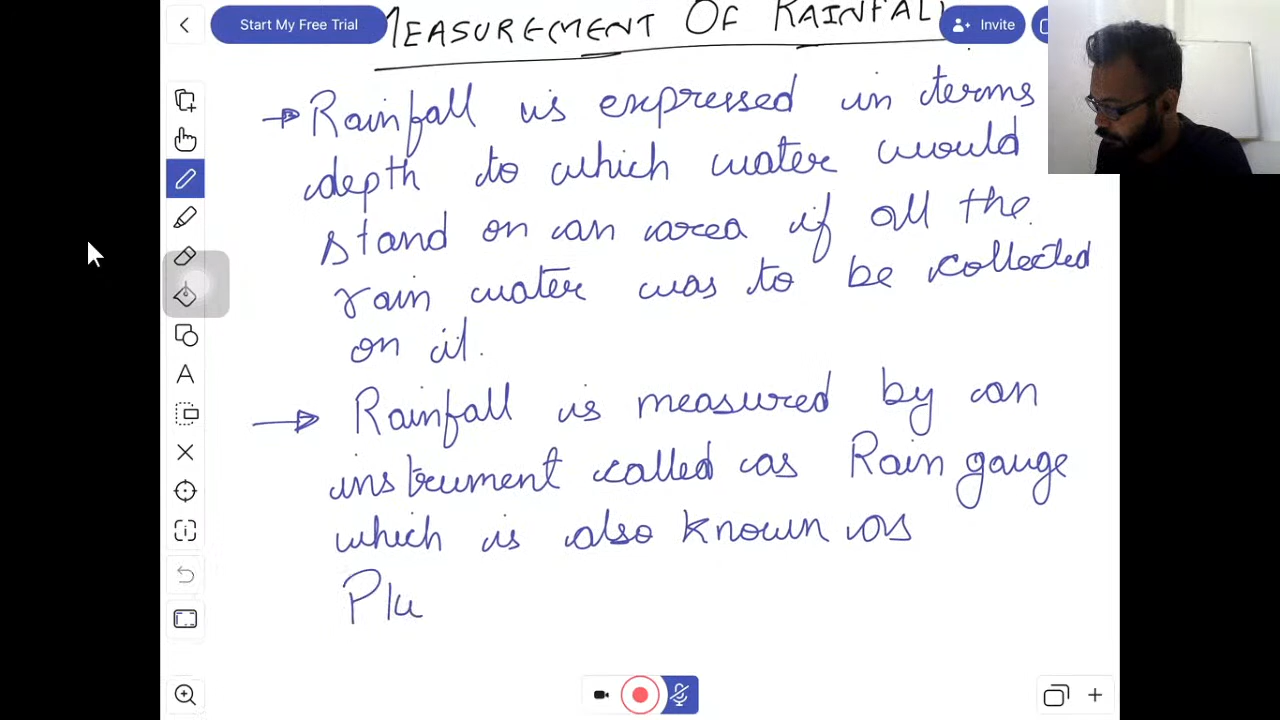 Start My Free Trial
MEASUREMENT OF RAINFALL
Invite
Rainfall is expressed in terms
depth to which water would
stand on an area if all the
rain water was to be collected
on it.
Rainfall is measured by an
instrument called as Rain gauge
which is also known as
Plu
A